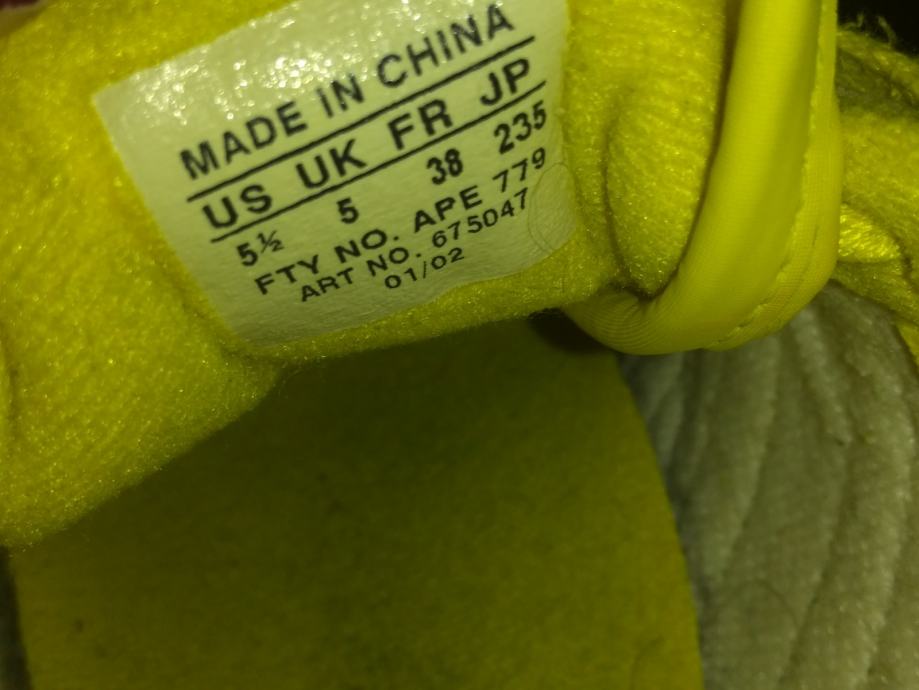 MADE IN CHINA
US UK FR JP
5½ 5 38 235
FTY NO. APE 779
ART NO. 675047
01/02